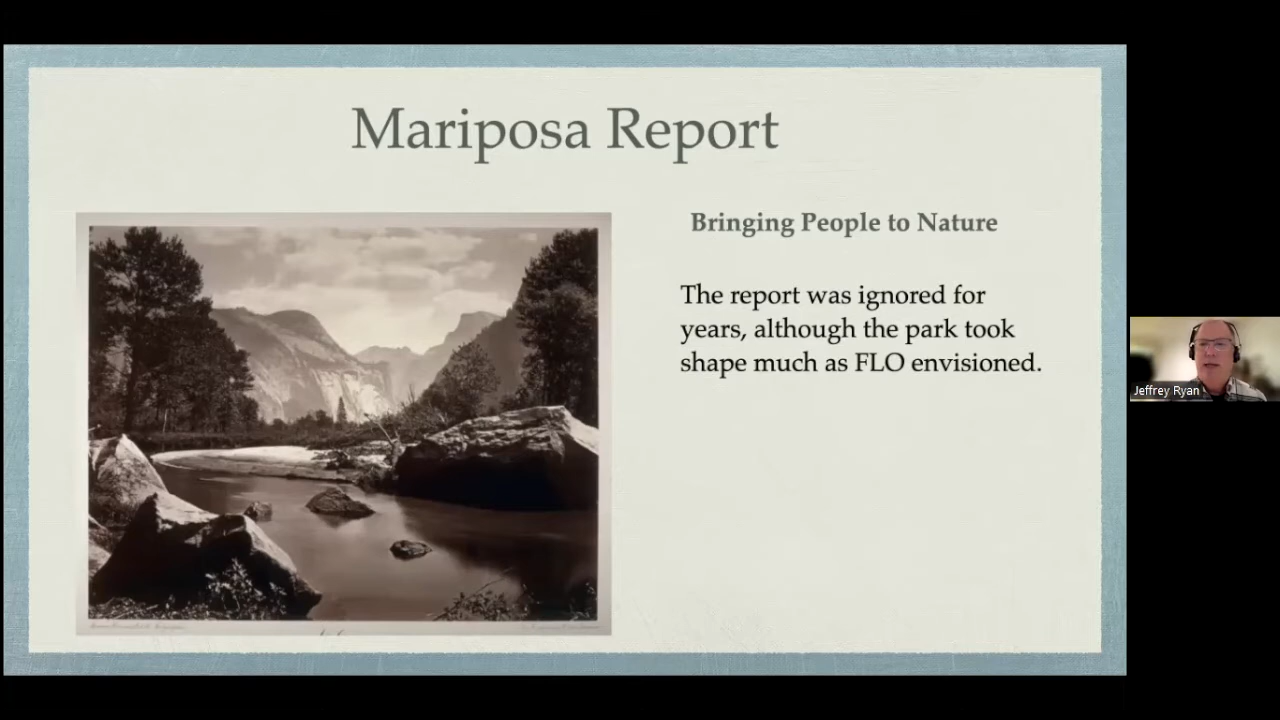 Mariposa Report
Bringing People to Nature
The report was ignored for
years, although the park took
shape much as FLO envisioned.
Jeffrey Ryan